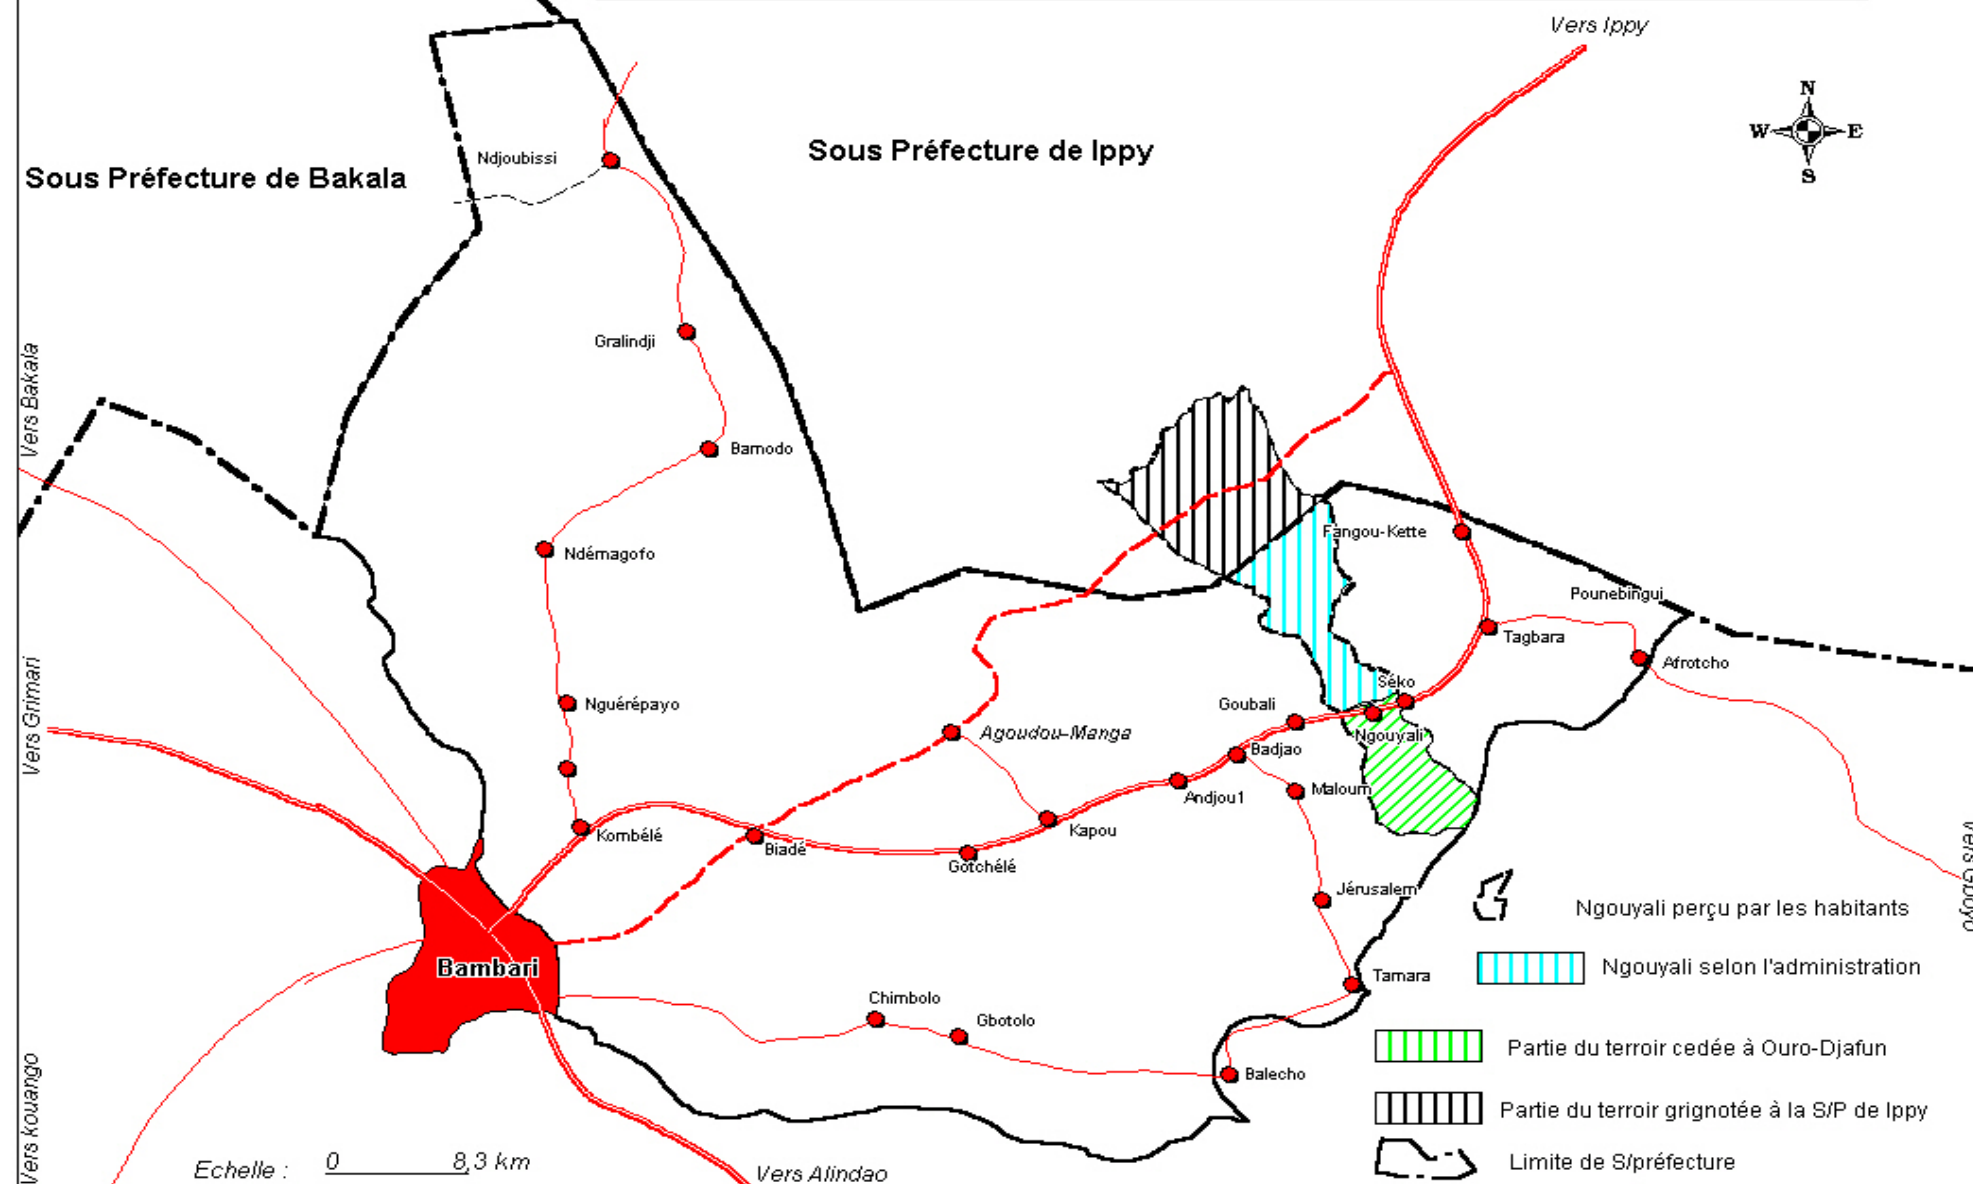 Vers Ippy
N
W E
S
Sous Préfecture de Ippy
Ndjoubissi
Sous Préfecture de Bakala
Gralindji
Vers Bakala
Bamodo
Fangou-Kette
Ndémagofo
Pounebingui
Tagbara
Afrotcho
Séko
Nguérépayo
Goubali
Vers Grimari
Agoudou-Manga
Ngouyali
Badjao
Maloum
Andjou1
Kombélé
Kapou
Biadé
Gotchélé
Jérusalem
Vers Gboyo
Ngouyali perçu par les habitants
Bambari
Ngouyali selon l'administration
Tamara
Chimbolo
Gbotolo
Partie du terroir cedée à Ouro-Djafun
Balecho
Vers kouango
Partie du terroir grignotée à la S/P de Ippy
Echelle : 0 8,3 km
Vers Alindao
Limite de S/préfecture